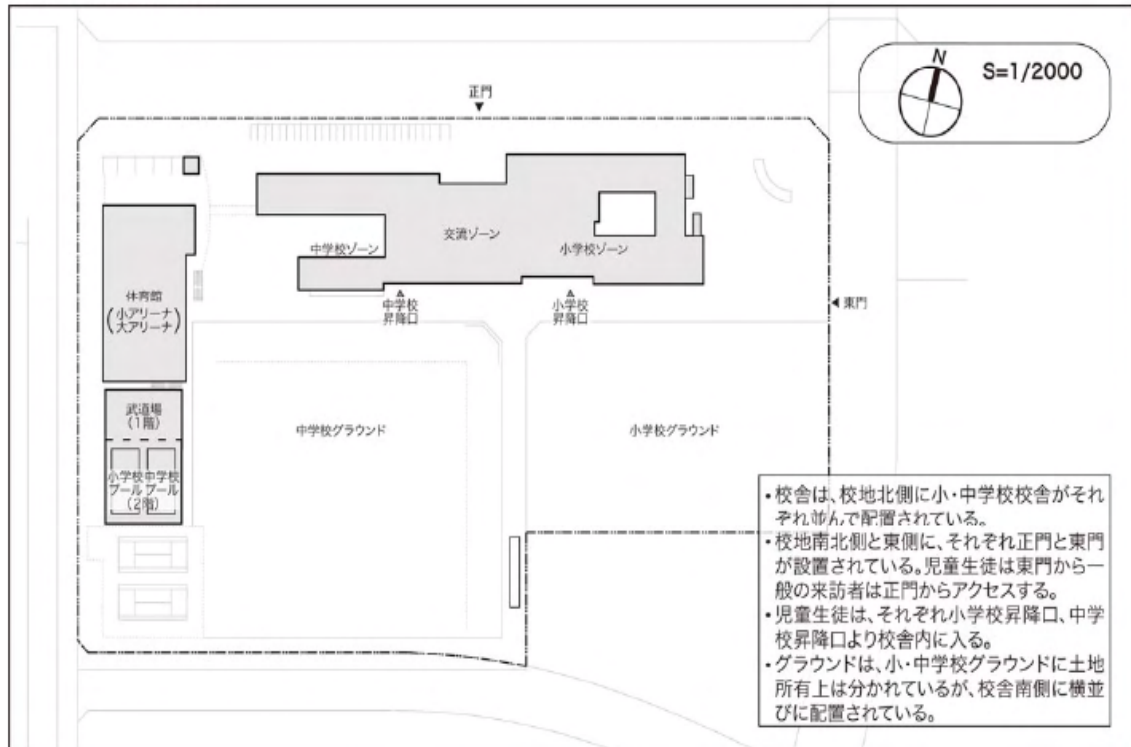 N
S=1/2000
正門
中学校ゾーン
交流ゾーン
小学校ゾーン
体育館
(小アリーナ
大アリーナ)
中学校
昇降口
小学校
昇降口
東門
武道場
(1階)
小学校
プール
中学校
プール
(2階)
中学校グラウンド
小学校グラウンド
・校舎は、校地北側に小・中学校校舎がそれ
ぞれ並んで配置されている。
・校地南北側と東側に、それぞれ正門と東門
が設置されている。児童生徒は東門から一
般の来訪者は正門からアクセスする。
・児童生徒は、それぞれ小学校昇降口、中学
校昇降口より校舎内に入る。
・グラウンドは、小・中学校グラウンドに土地
所有上は分かれているが、校舎南側に横並
びに配置されている。